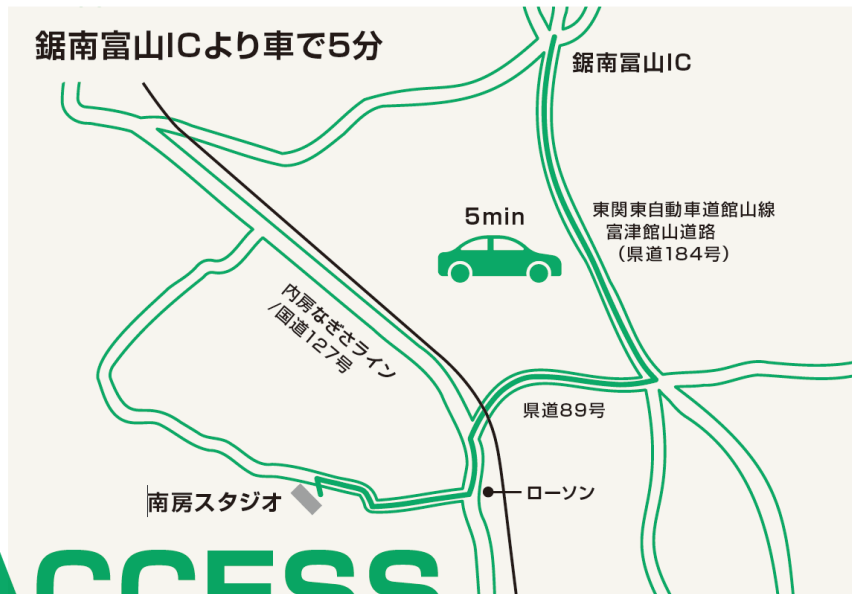 鋸南富山ICより車で5分
鋸南富山IC
5min
東関東自動車道館山線
富津館山道路
（県道184号）
内房なぎさライン
/国道127号
県道89号
南房スタジオ
ローソン
ACCESS